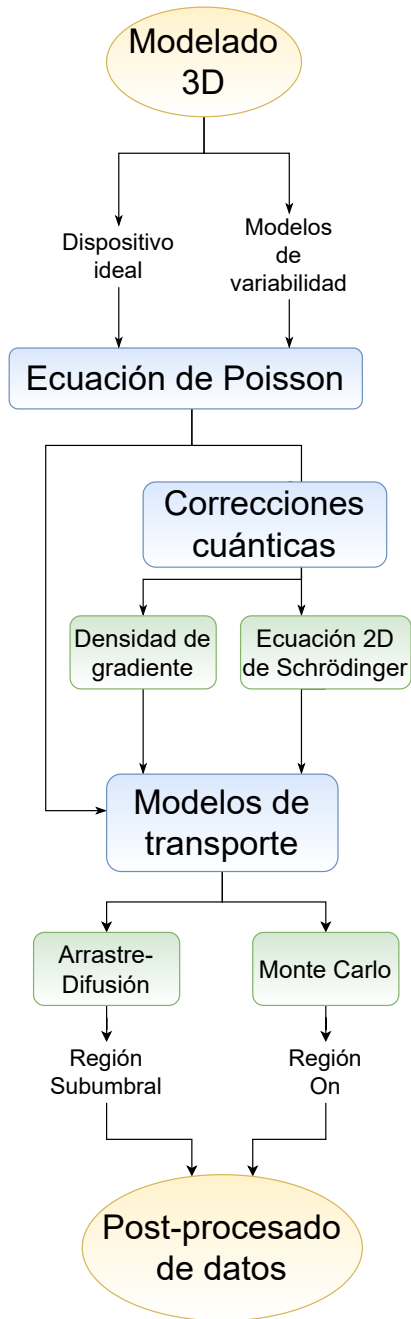 Modelado
3D
Dispositivo
ideal
Modelos
de
variabilidad
Ecuación de Poisson
Correcciones
cuánticas
Densidad de
gradiente
Ecuación 2D
de Schrödinger
Modelos de
transporte
Arrastre-
Difusión
Monte Carlo
Región
Subumbral
Región
On
Post-procesado
de datos